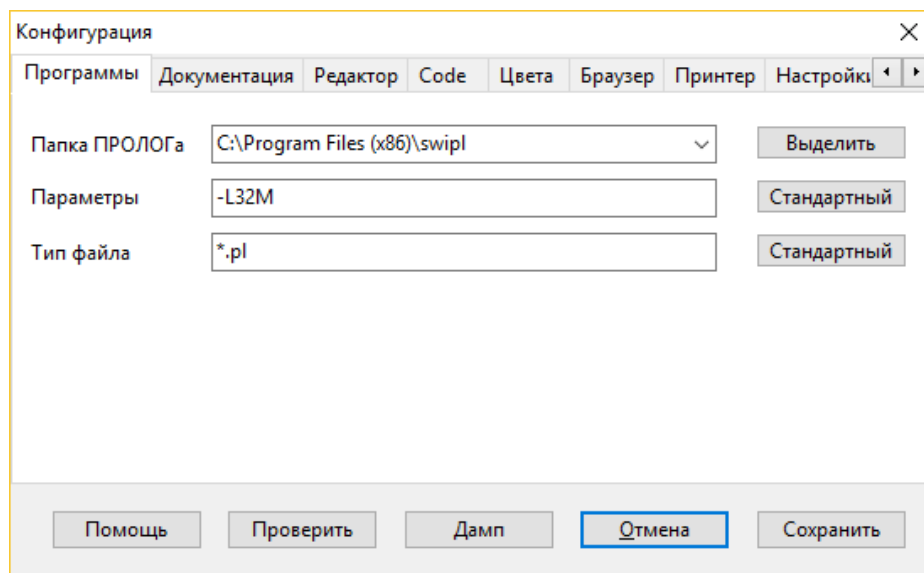 Конфигурация
Программы Документация Редактор Code Цвета Браузер Принтер Настройки
Папка ПРОЛОГа C:\Program Files (x86)\swipl Выделить
Параметры -L32M Стандартный
Тип файла *.pl Стандартный
Помощь Проверить Дамп Отмена Сохранить